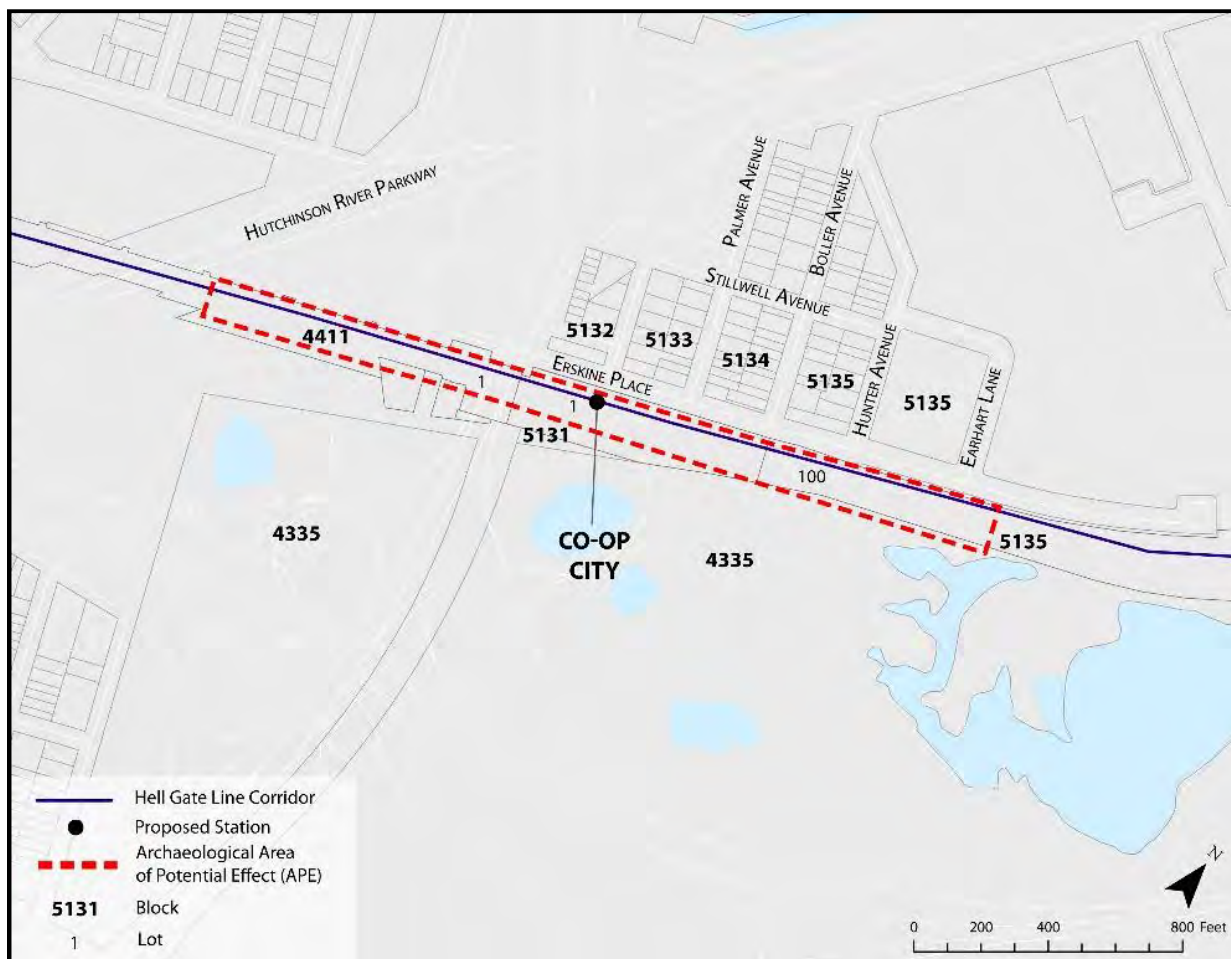 HUTCHINSON RIVER PARKWAY
PALMER AVENUE
BOLLER AVENUE
STILLWELL AVENUE
5132
5133
5134
5135
HUNTER AVENUE
5135
EARHART LANE
4411
1
ERSKINE PLACE
1
5131
100
5135
4335
CO-OP
CITY
4335
Hell Gate Line Corridor
Proposed Station
Archaeological Area
of Potential Effect (APE)
5131 Block
1 Lot
N
0 200 400 800 Feet